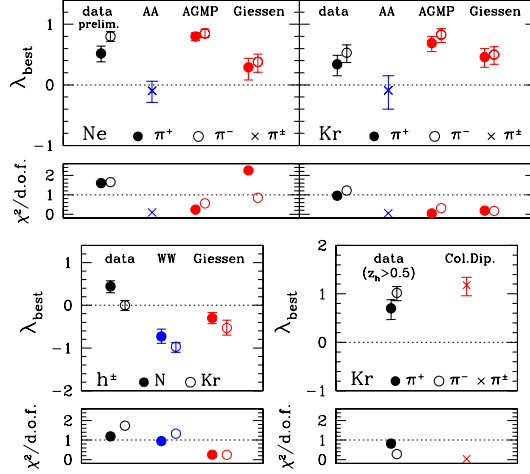 data AA AGMP Giessen data AA AGMP Giessen
prelim.
λbest
1
0
−1
Ne ● π+ ○ π− × π± Kr ● π+ ○ π− × π±
χ²/d.o.f.
2
1
0
data WW Giessen
λbest
1
0
−1
−2
h± ● N ○ Kr
χ²/d.o.f.
2
1
0
data Col.Dip.
(zh>0.5)
λbest
2
1
0
−1
Kr ● π+ ○ π− × π±
χ²/d.o.f.
2
1
0